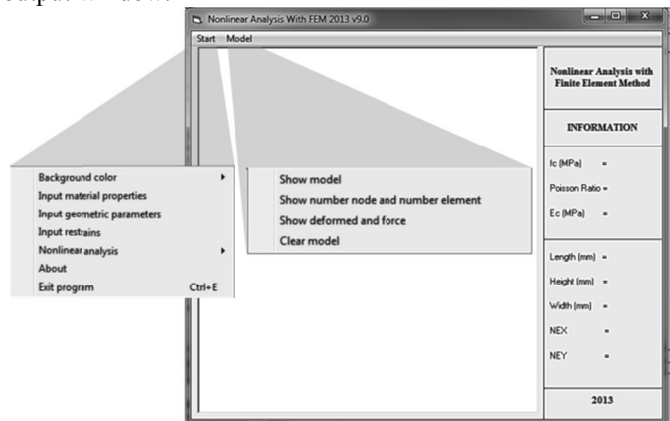 Nonlinear Analysis With FEM 2013 v9.0
Start Model
Background color
Input material properties
Input geometric parameters
Input restrains
Nonlinear analysis
About
Exit program Ctrl+E
Show model
Show number node and number element
Show deformed and force
Clear model
Nonlinear Analysis with
Finite Element Method
INFORMATION
fc (MPa) =
Poisson Ratio =
Ec (MPa) =
Length (mm) =
Height (mm) =
Width (mm) =
NEX =
NEY =
2013